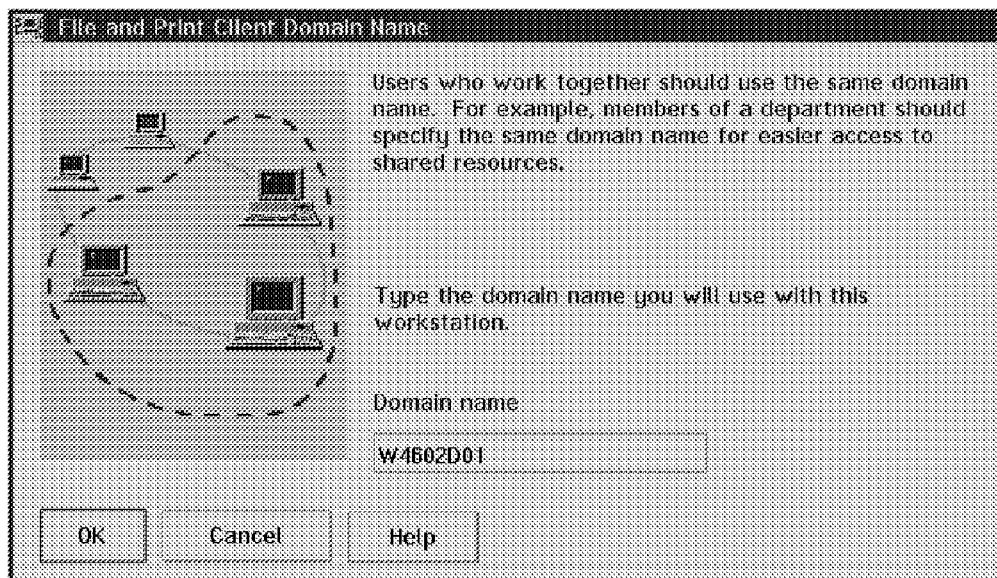 File and Print Client Domain Name
Users who work together should use the same domain
name. For example, members of a department should
specify the same domain name for easier access to
shared resources.
Type the domain name you will use with this
workstation.
Domain name
W4602D01
OK Cancel Help